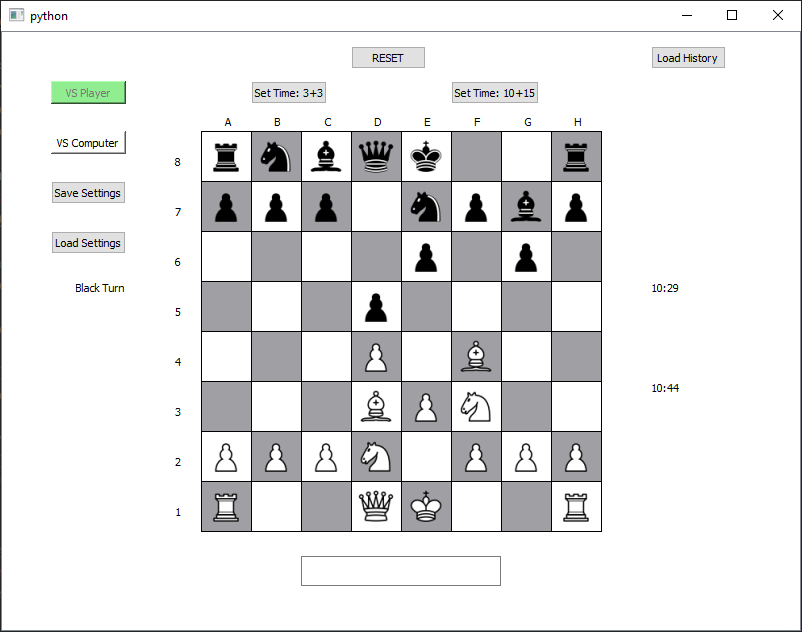 python
RESET
Load History
VS Player
Set Time: 3+3
Set Time: 10+15
A B C D E F G H
VS Computer
8
Save Settings
7
Load Settings
6
Black Turn
10:29
5
4
10:44
3
2
1